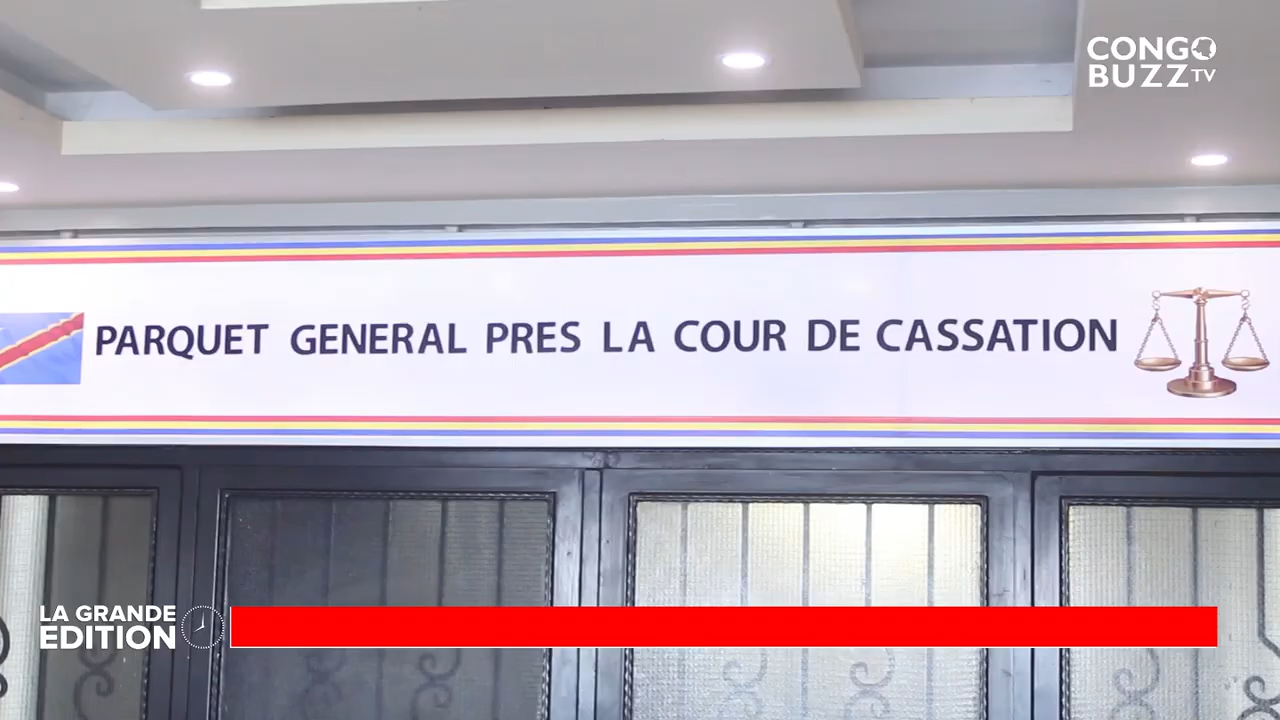 CONGO
BUZZ TV
PARQUET GENERAL PRES LA COUR DE CASSATION
LA GRANDE
EDITION